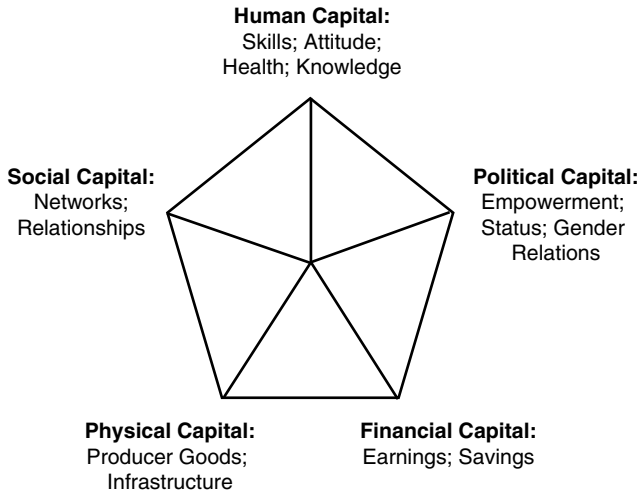 Human Capital:
Skills; Attitude;
Health; Knowledge
Social Capital:
Networks;
Relationships
Political Capital:
Empowerment;
Status; Gender
Relations
Physical Capital:
Producer Goods;
Infrastructure
Financial Capital:
Earnings; Savings